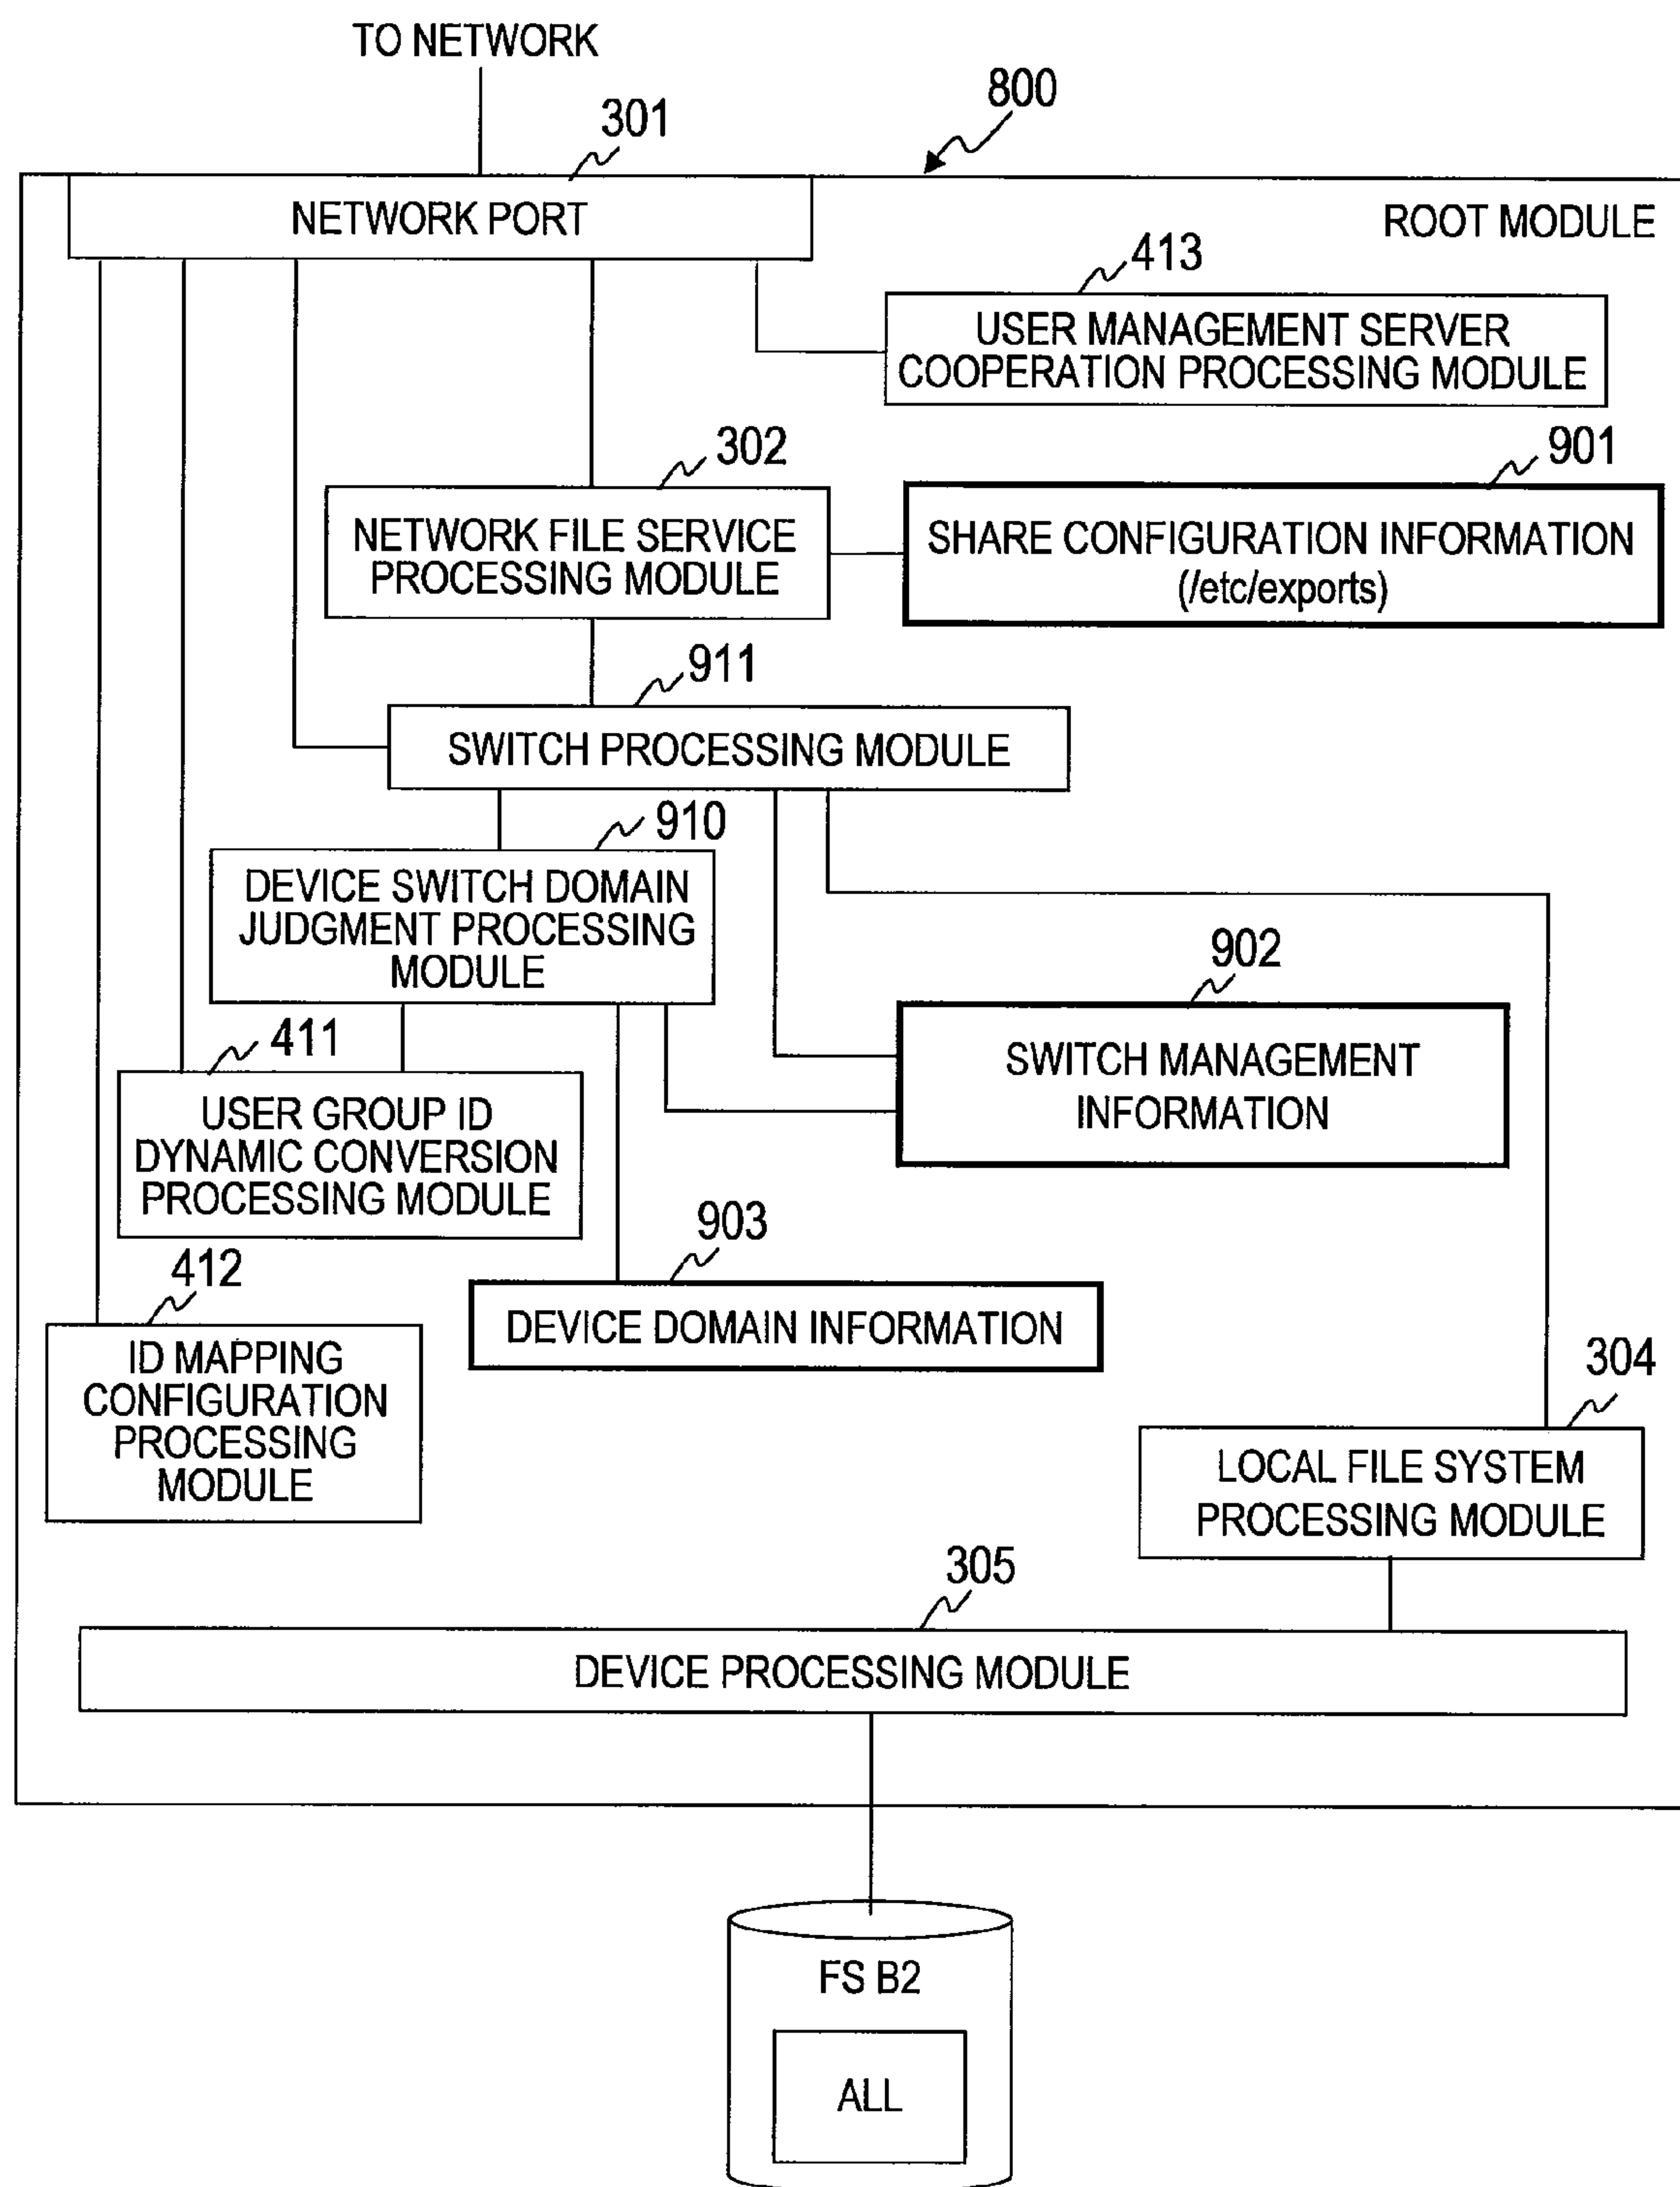 TO NETWORK
800
301
NETWORK PORT
ROOT MODULE
413
USER MANAGEMENT SERVER
COOPERATION PROCESSING MODULE
302
901
NETWORK FILE SERVICE
PROCESSING MODULE
SHARE CONFIGURATION INFORMATION
(/etc/exports)
911
SWITCH PROCESSING MODULE
910
DEVICE SWITCH DOMAIN
JUDGMENT PROCESSING
MODULE
902
SWITCH MANAGEMENT
INFORMATION
411
USER GROUP ID
DYNAMIC CONVERSION
PROCESSING MODULE
903
DEVICE DOMAIN INFORMATION
412
ID MAPPING
CONFIGURATION
PROCESSING
MODULE
304
LOCAL FILE SYSTEM
PROCESSING MODULE
305
DEVICE PROCESSING MODULE
FS B2
ALL